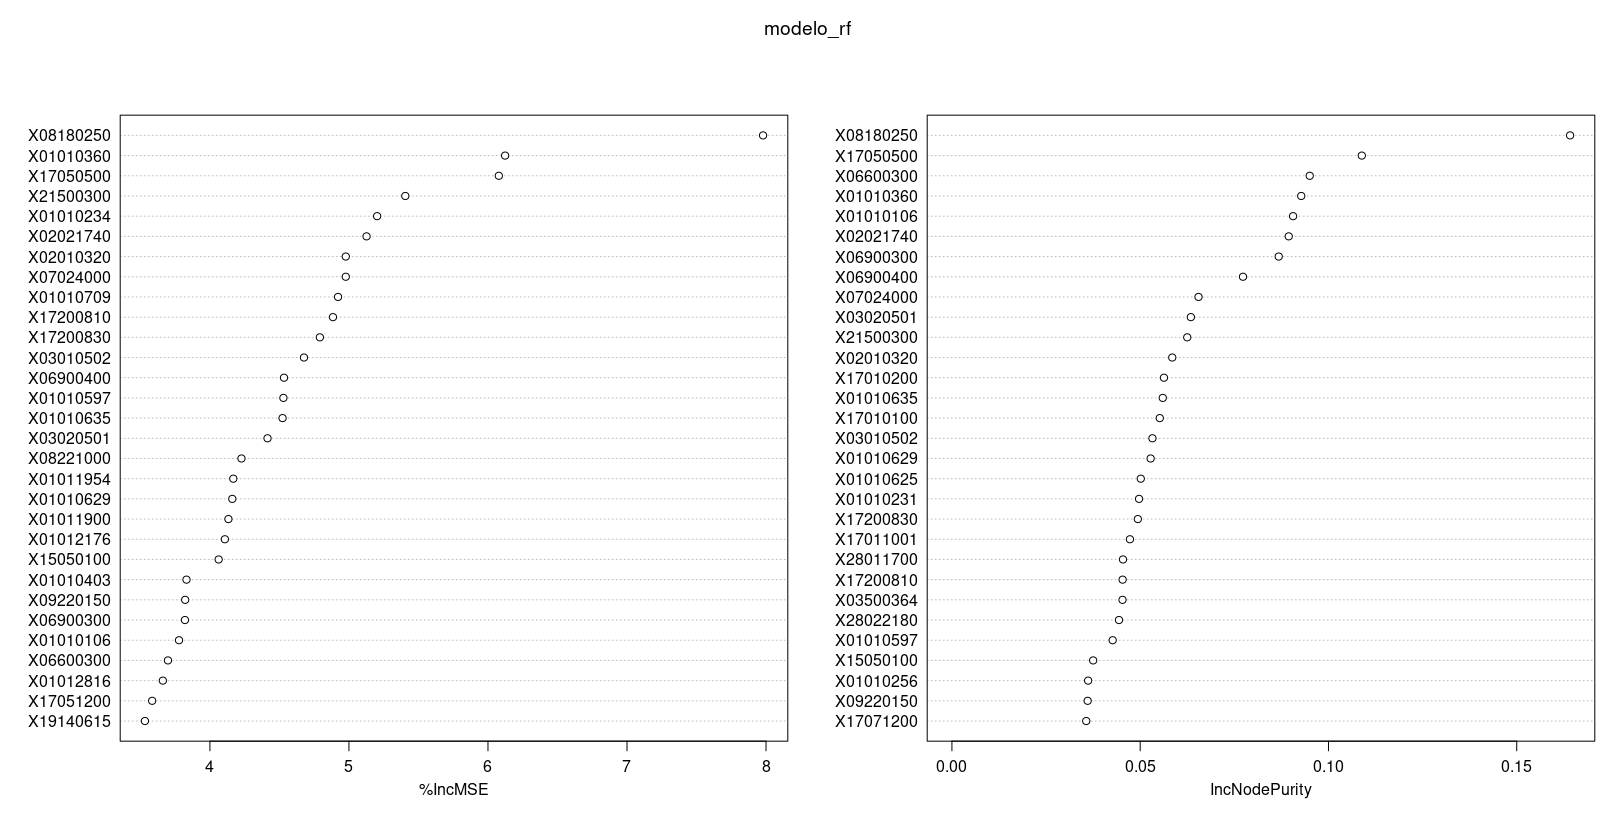 modelo_rf
X08180250
X01010360
X17050500
X21500300
X01010234
X02021740
X02010320
X07024000
X01010709
X17200810
X17200830
X03010502
X06900400
X01010597
X01010635
X03020501
X08221000
X01011954
X01010629
X01011900
X01012176
X15050100
X01010403
X09220150
X06900300
X01010106
X06600300
X01012816
X17051200
X19140615
4 5 6 7 8
%IncMSE
X08180250
X17050500
X06600300
X01010360
X01010106
X02021740
X06900300
X06900400
X07024000
X03020501
X21500300
X02010320
X17010200
X01010635
X17010100
X03010502
X01010629
X01010625
X01010231
X17200830
X17011001
X28011700
X17200810
X03500364
X28022180
X01010597
X15050100
X01010256
X09220150
X17071200
0.00 0.05 0.10 0.15
IncNodePurity